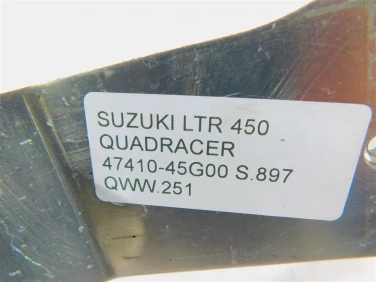 SUZUKI LTR 450
QUADRACER
47410-45G00 S.897
QWW.251